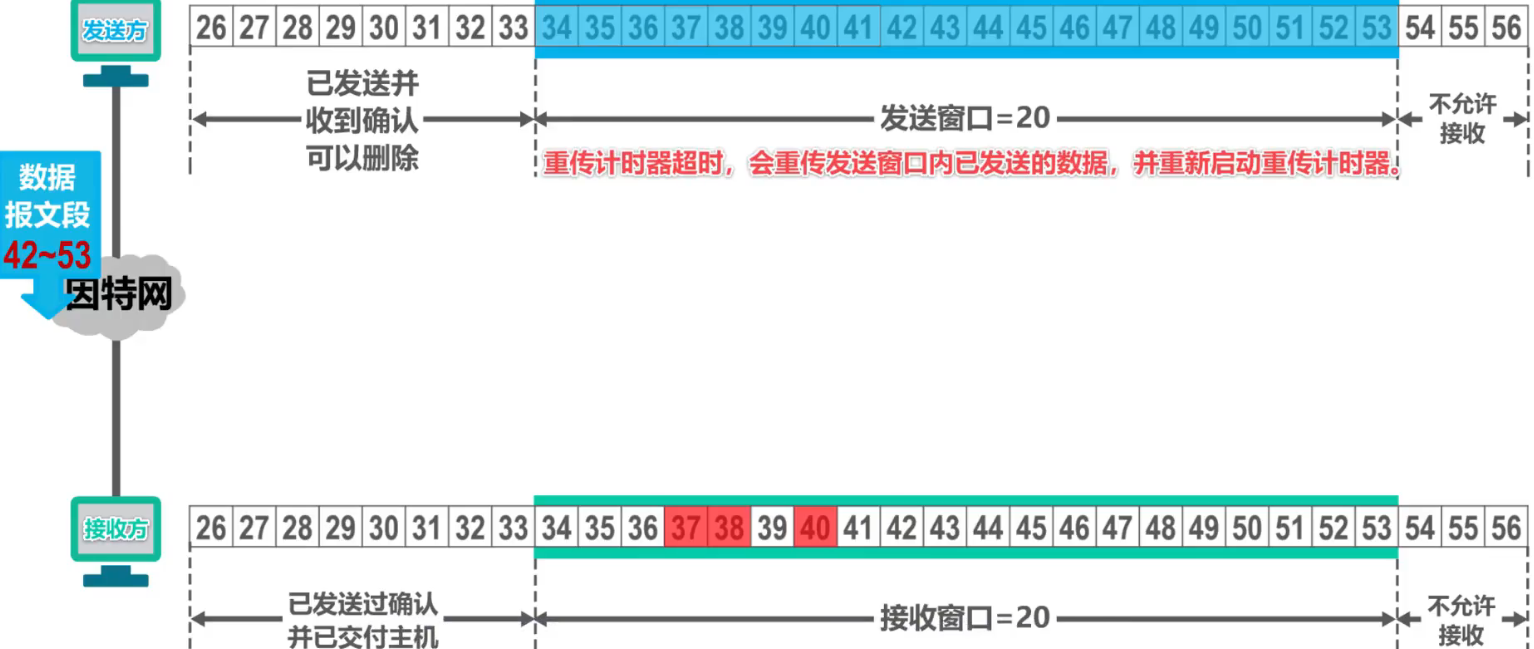 发送方
26 27 28 29 30 31 32 33 34 35 36 37 38 39 40 41 42 43 44 45 46 47 48 49 50 51 52 53 54 55 56
已发送并
收到确认
可以删除
发送窗口=20
不允许
接收
重传计时器超时，会重传发送窗口内已发送的数据，并重新启动重传计时器。
数据
报文段
42~53
因特网
接收方
26 27 28 29 30 31 32 33 34 35 36 37 38 39 40 41 42 43 44 45 46 47 48 49 50 51 52 53 54 55 56
已发送过确认
并已交付主机
接收窗口=20
不允许
接收